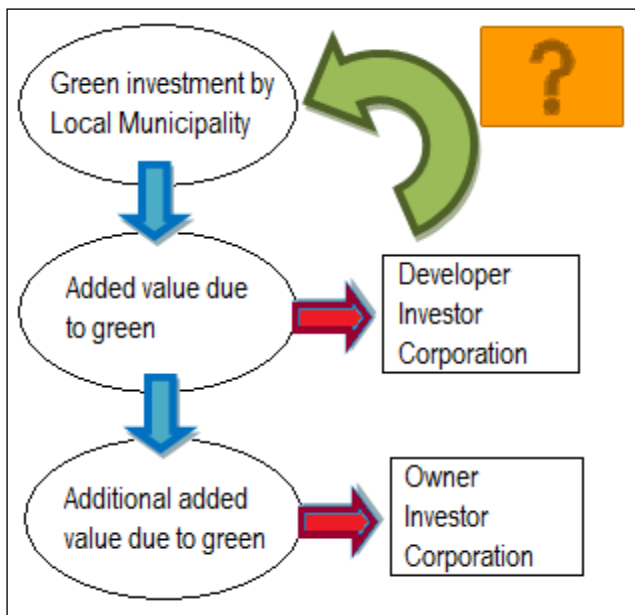 Green investment by
Local Municipality
?
Added value due
to green
Developer
Investor
Corporation
Additional added
value due to green
Owner
Investor
Corporation